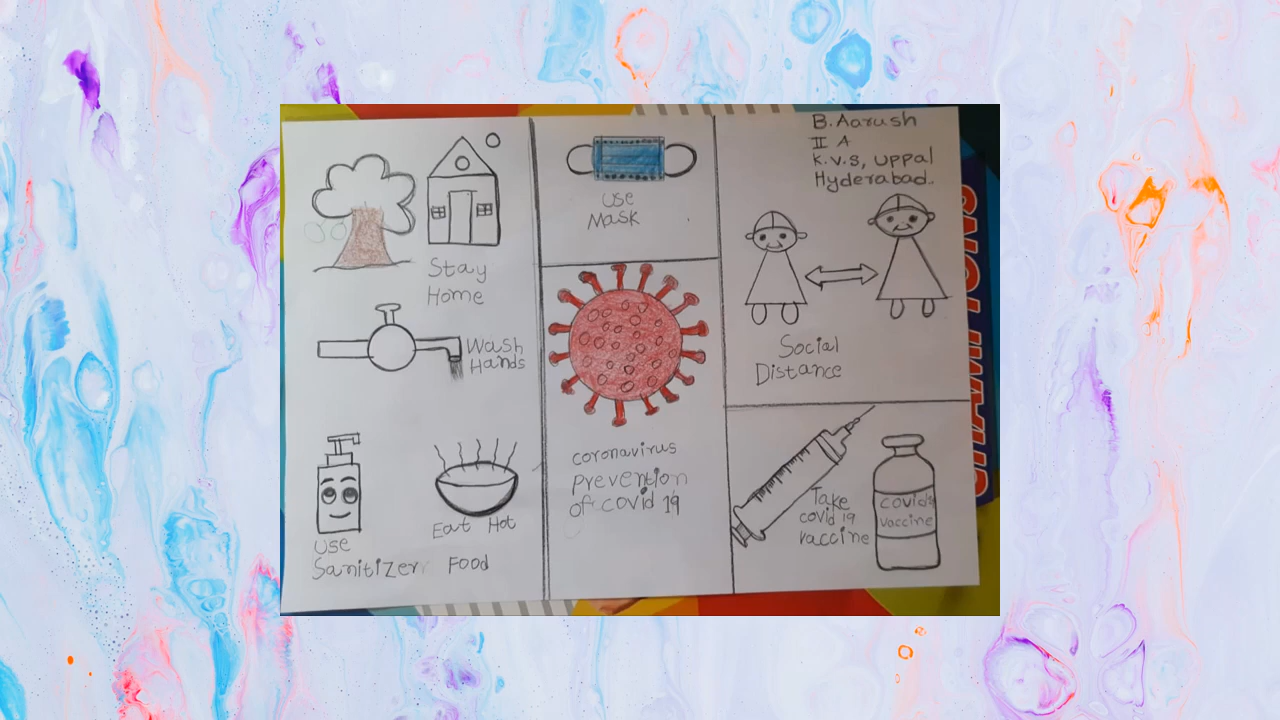 Stay
Home
Wash
Hands
Use
Sanitizer
Eat Hot
Food
Use
Mask
coronavirus
prevention
of covid 19
B. Aarush
II A
K.V.S, Uppal
Hyderabad.
Social
Distance
Take
covid 19
vaccine
covid
vaccine